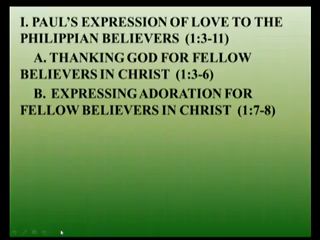 I. PAUL'S EXPRESSION OF LOVE TO THE
PHILIPPIAN BELIEVERS (1:3-11)
A. THANKING GOD FOR FELLOW
BELIEVERS IN CHRIST (1:3-6)
B. EXPRESSING ADORATION FOR
FELLOW BELIEVERS IN CHRIST (1:7-8)